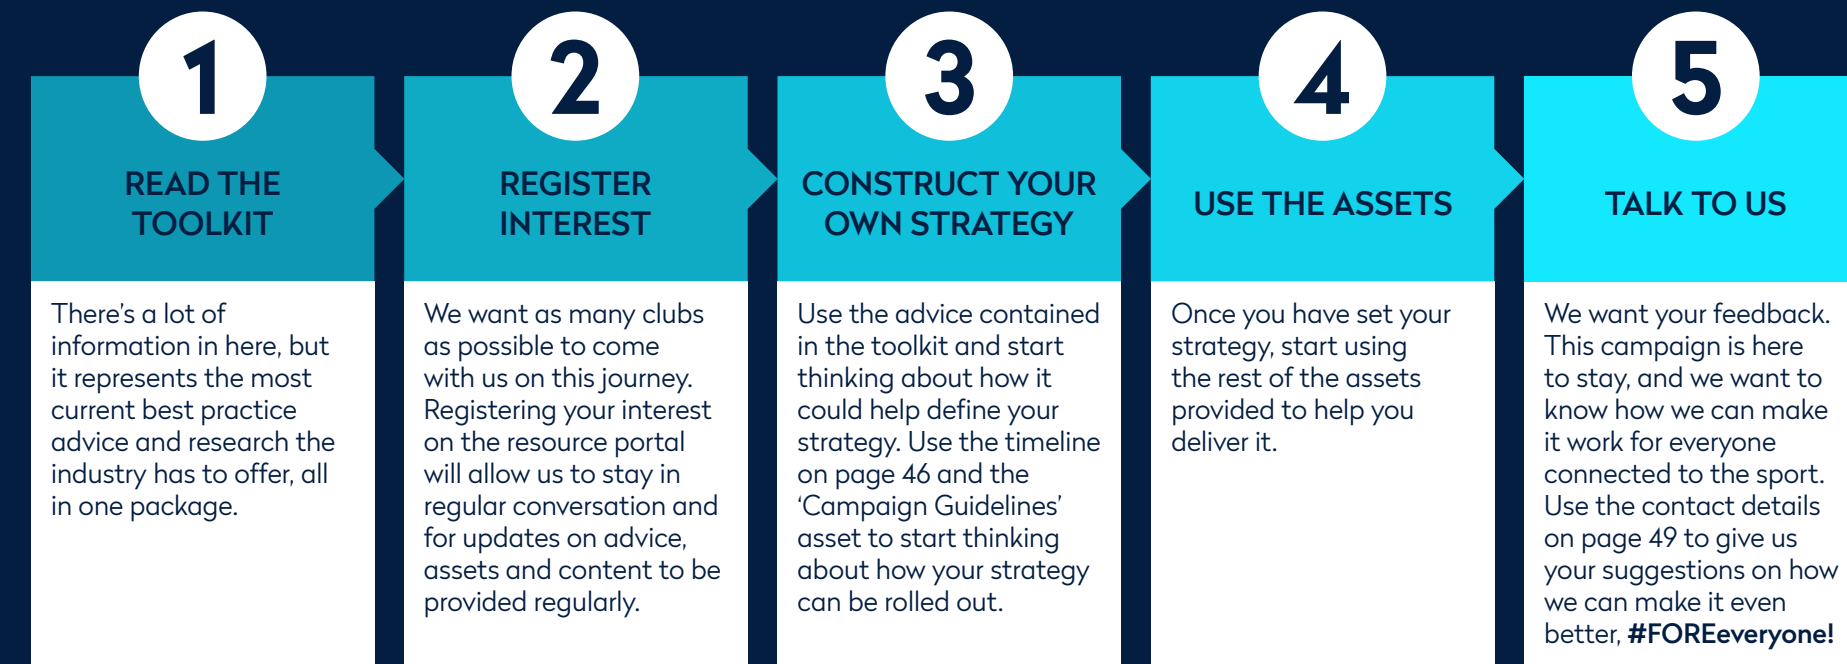 1
READ THE
TOOLKIT
There’s a lot of
information in here, but
it represents the most
current best practice
advice and research the
industry has to offer, all
in one package.
2
REGISTER
INTEREST
We want as many clubs
as possible to come
with us on this journey.
Registering your interest
on the resource portal
will allow us to stay in
regular conversation and
for updates on advice,
assets and content to be
provided regularly.
3
CONSTRUCT YOUR
OWN STRATEGY
Use the advice contained
in the toolkit and start
thinking about how it
could help define your
strategy. Use the timeline
on page 46 and the
‘Campaign Guidelines’
asset to start thinking
about how your strategy
can be rolled out.
4
USE THE ASSETS
Once you have set your
strategy, start using
the rest of the assets
provided to help you
deliver it.
5
TALK TO US
We want your feedback.
This campaign is here
to stay, and we want to
know how we can make
it work for everyone
connected to the sport.
Use the contact details
on page 49 to give us
your suggestions on how
we can make it even
better, #FOREeveryone!